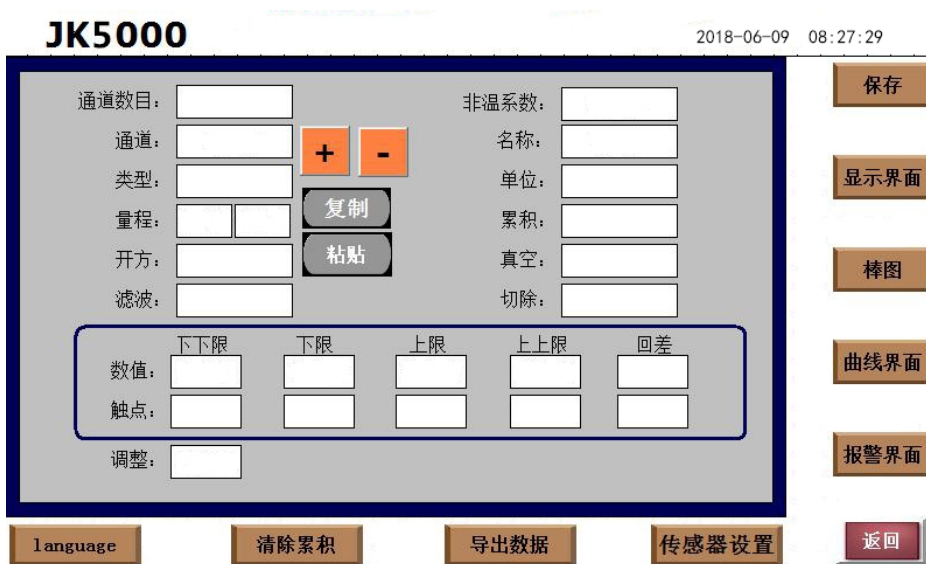 JK5000
2018-06-09 08:27:29
通道数目：
非温系数：
保存
通道：
+
-
名称：
类型：
单位：
显示界面
量程：
复制
累积：
开方：
粘贴
真空：
棒图
滤波：
切除：
下下限 下限 上限 上上限 回差
数值：
曲线界面
触点：
调整：
报警界面
language
清除累积
导出数据
传感器设置
返回